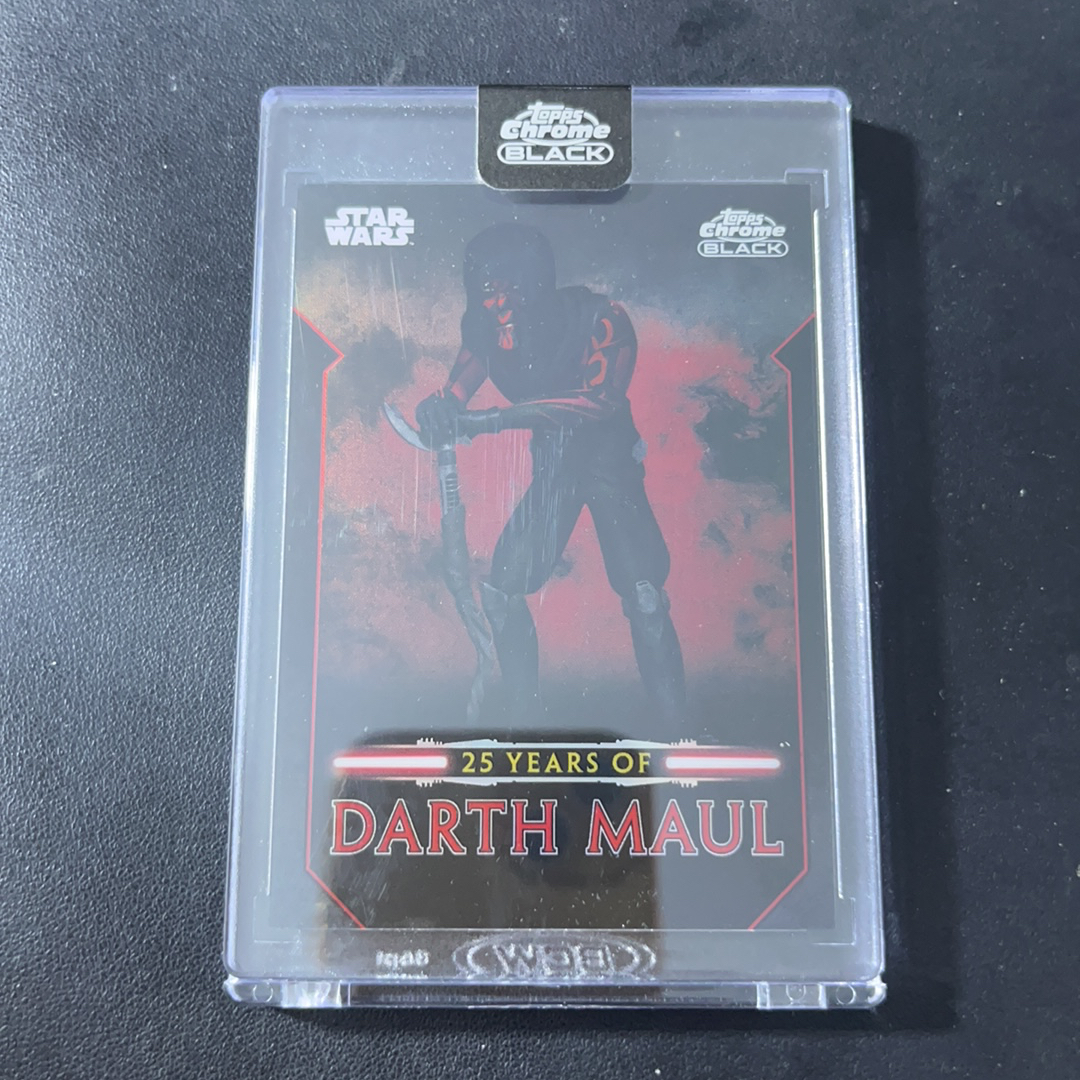 Topps
Chrome
BLACK
STAR
WARS
Topps
Chrome
BLACK
25 YEARS OF
DARTH MAUL